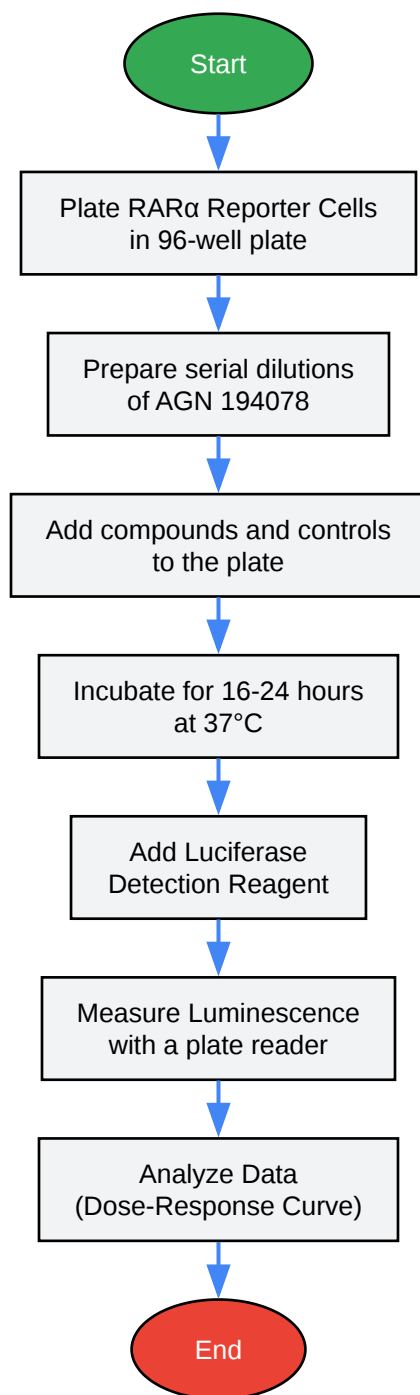 Start
Plate RARα Reporter Cells
in 96-well plate
Prepare serial dilutions
of AGN 194078
Add compounds and controls
to the plate
Incubate for 16-24 hours
at 37°C
Add Luciferase
Detection Reagent
Measure Luminescence
with a plate reader
Analyze Data
(Dose-Response Curve)
End